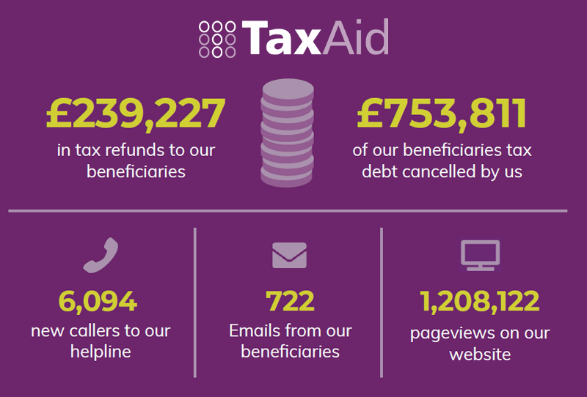 TaxAid
£239,227
in tax refunds to our
beneficiaries
£753,811
of our beneficiaries tax
debt cancelled by us
6,094
new callers to our
helpline
722
Emails from our
beneficiaries
1,208,122
pageviews on our
website